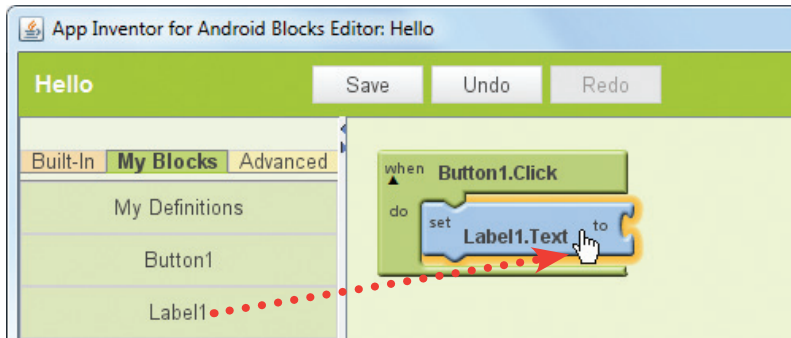 App Inventor for Android Blocks Editor: Hello
Hello Save Undo Redo
Built-In My Blocks Advanced
My Definitions
Button1
Label1
when Button1.Click
do
set Label1.Text to